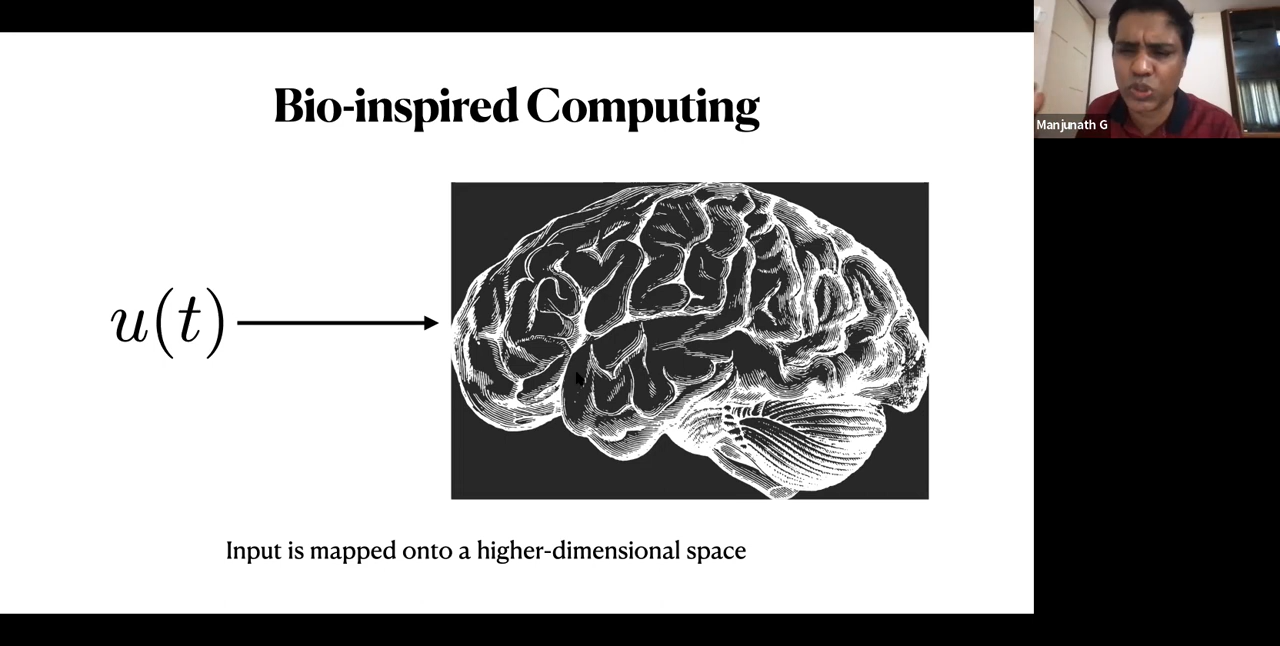 Bio-inspired Computing
Manjunath G
u(t)
Input is mapped onto a higher-dimensional space